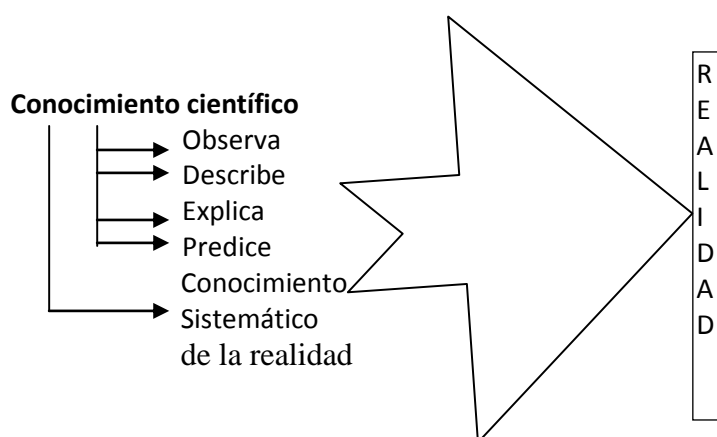 Conocimiento científico
Observa
Describe
Explica
Predice
Conocimiento
Sistemático
de la realidad
R
E
A
L
I
D
A
D